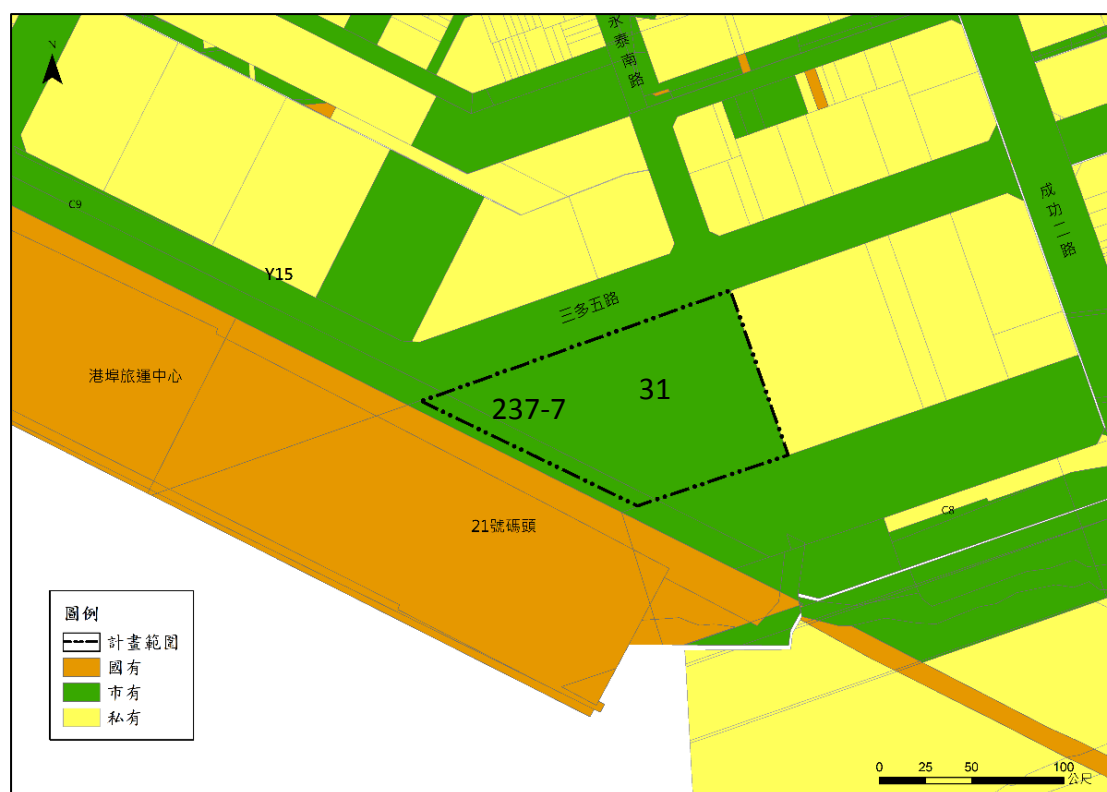 N
永泰南路
成功二路
C9
Y15
三多五路
港埠旅運中心
31
237-7
21號碼頭
C8
圖例
計畫範圍
國有
市有
私有
0 25 50 100
公尺